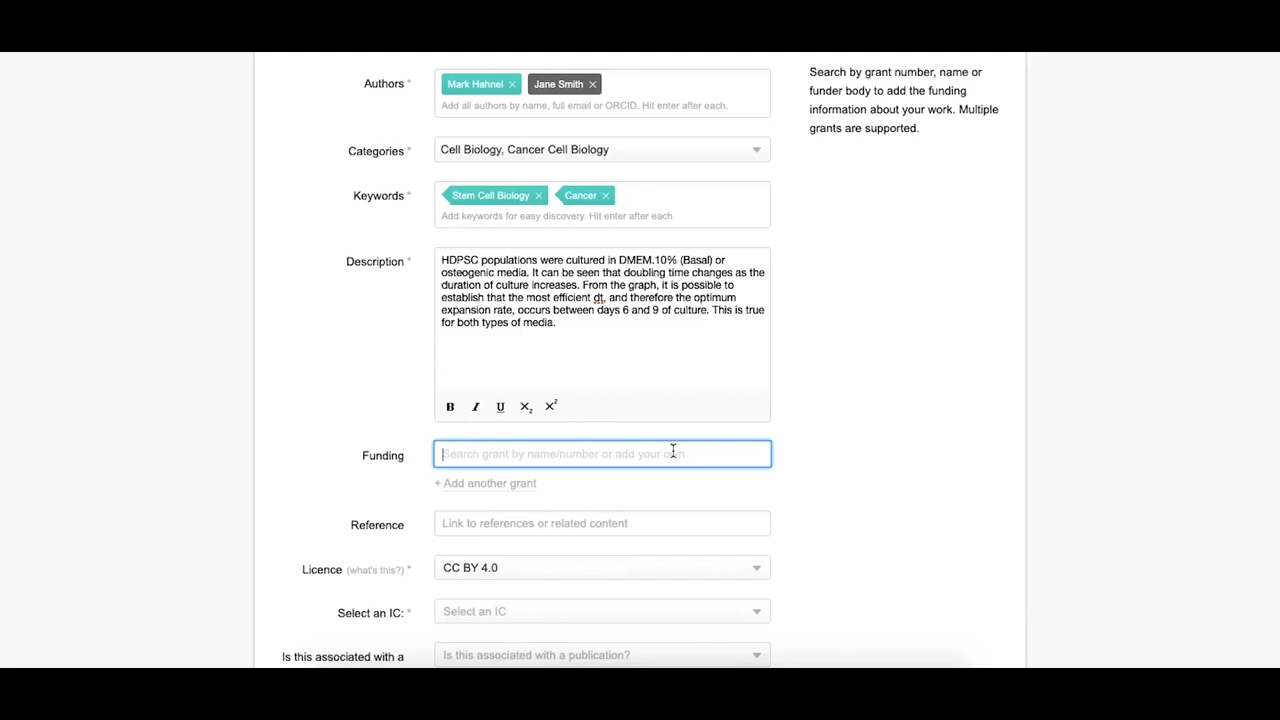 Authors *
Mark Hahnel ×
Jane Smith ×
Add all authors by name, full email or ORCID. Hit enter after each.
Search by grant number, name or
funder body to add the funding
information about your work. Multiple
grants are supported.
Categories *
Cell Biology, Cancer Cell Biology
Keywords *
Stem Cell Biology ×
Cancer ×
Add keywords for easy discovery. Hit enter after each
Description *
HDPSC populations were cultured in DMEM.10% (Basal) or
osteogenic media. It can be seen that doubling time changes as the
duration of culture increases. From the graph, it is possible to
establish that the most efficient dt, and therefore the optimum
expansion rate, occurs between days 6 and 9 of culture. This is true
for both types of media.
B I U X₂ X²
Funding
Search grant by name/number or add your own
+ Add another grant
Reference
Link to references or related content
Licence (what's this?) *
CC BY 4.0
Select an IC: *
Select an IC
Is this associated with a
Is this associated with a publication?